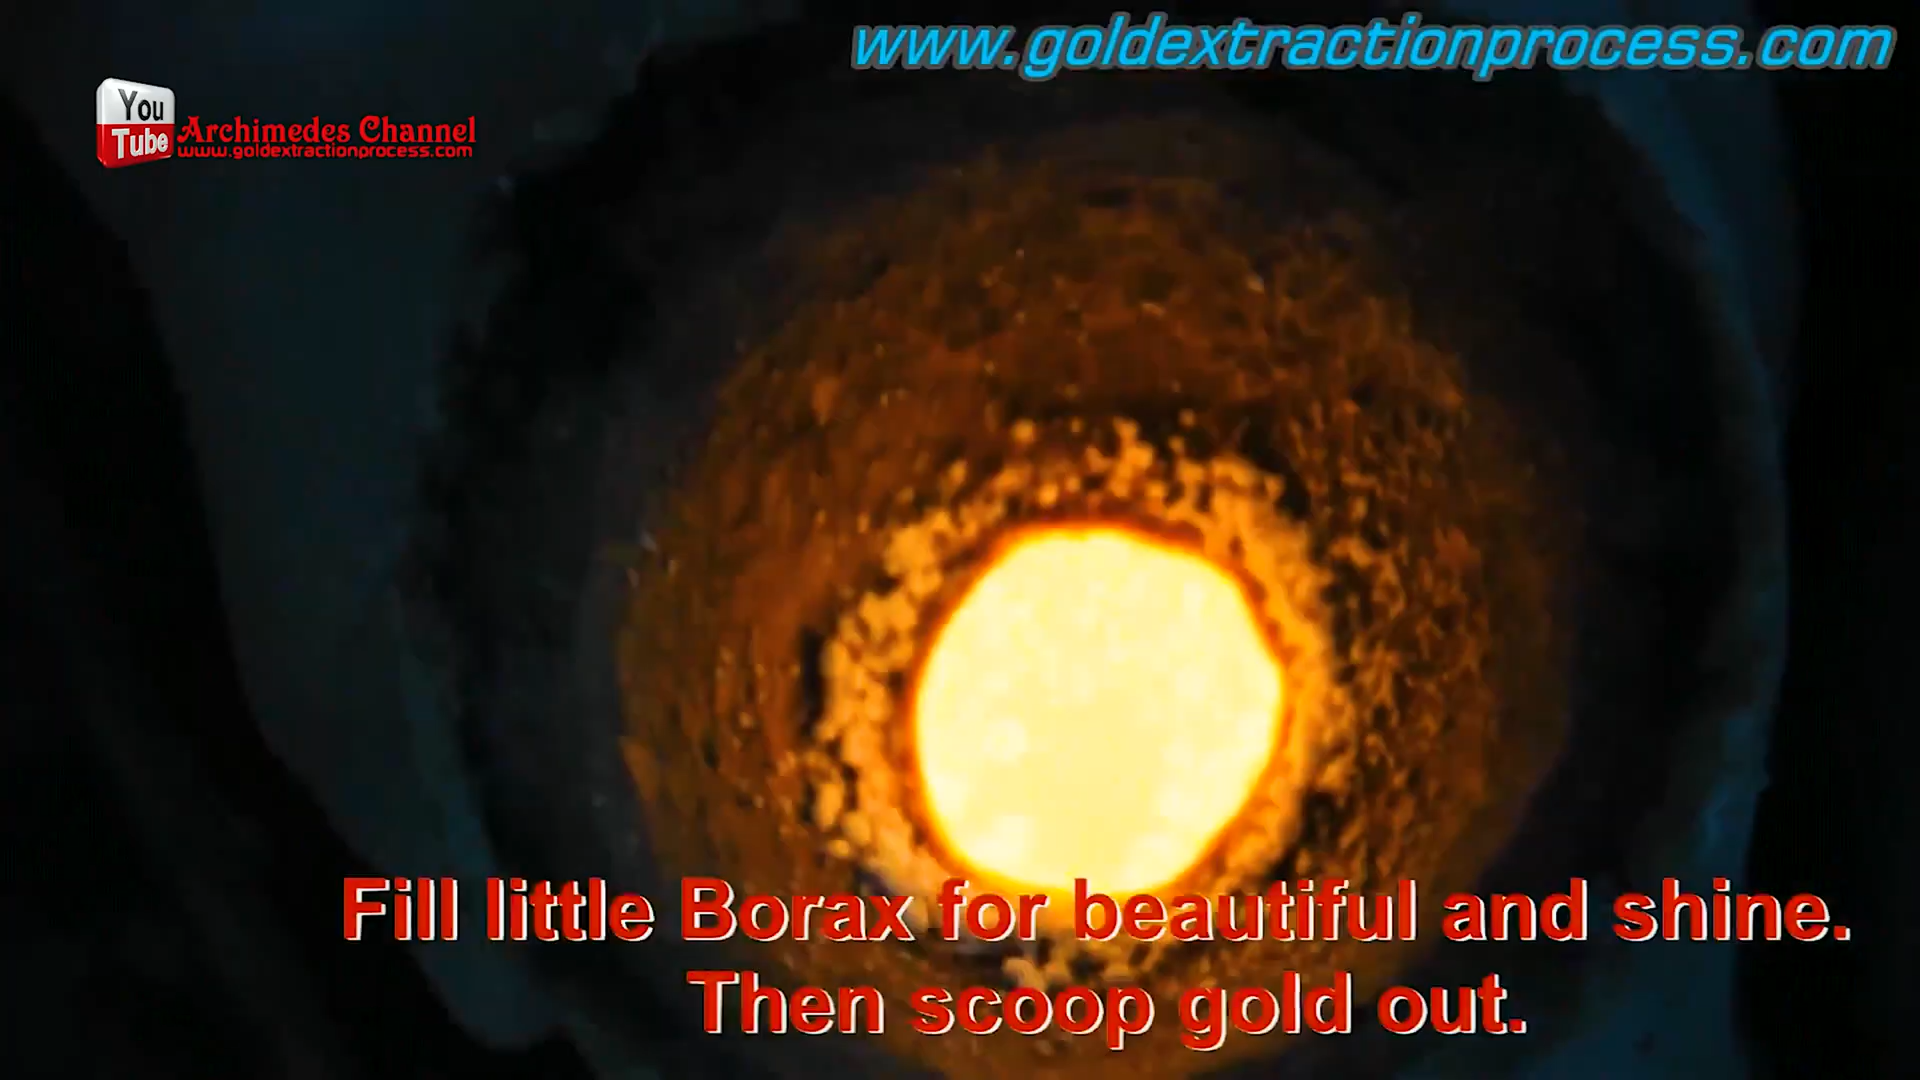 www.goldextractionprocess.com
You
Tube
Archimedes Channel
www.goldextractionprocess.com
Fill little Borax for beautiful and shine.
Then scoop gold out.